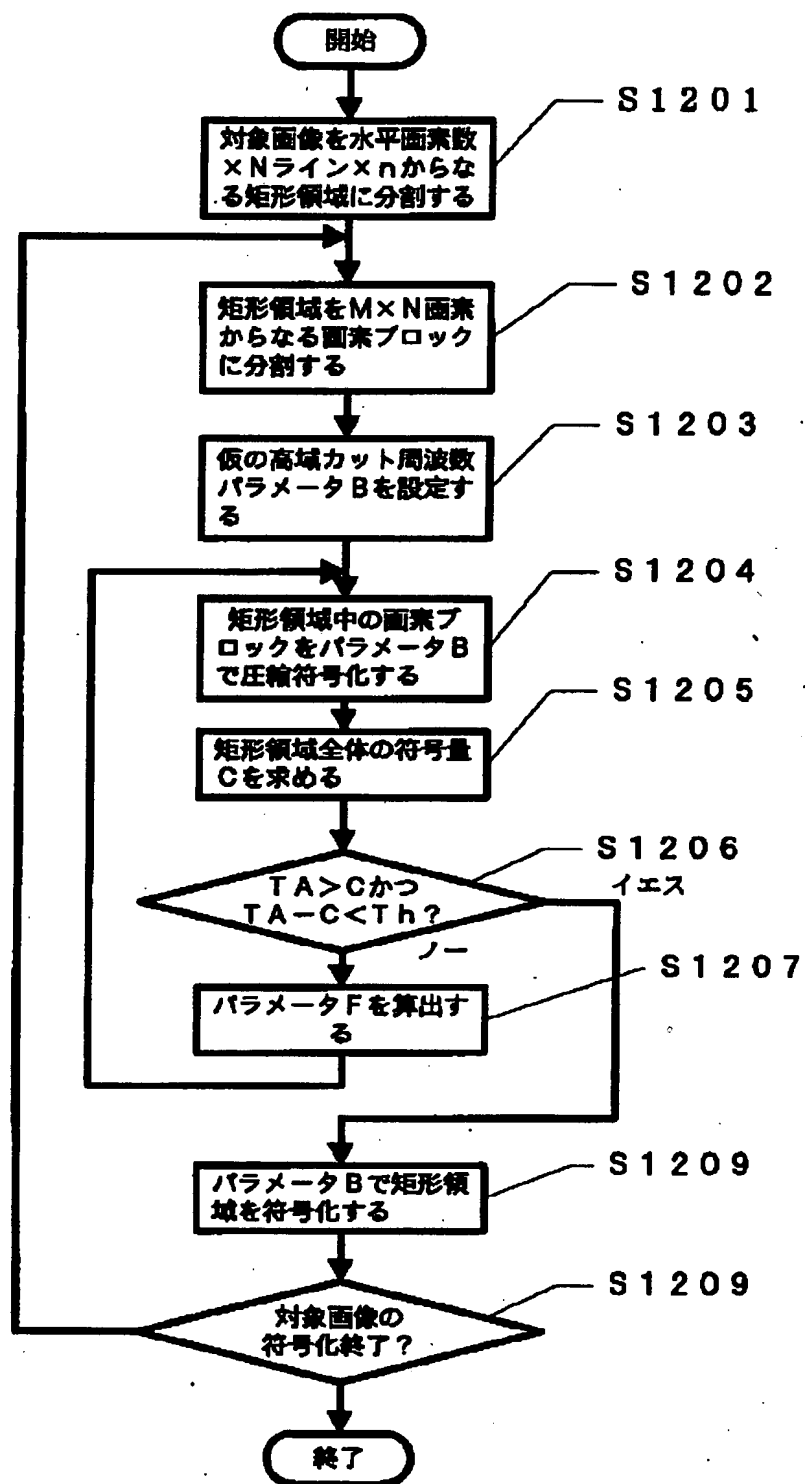 開始
S1201
対象画像を水平画素数
×Nライン×nからな
る矩形領域に分割する
S1202
矩形領域をM×N画素
からなる画素ブロック
に分割する
S1203
仮の高域カット周波数
パラメータBを設定す
る
S1204
矩形領域中の画素ブ
ロックをパラメータB
で圧縮符号化する
S1205
矩形領域全体の符号量
Cを求める
S1206
TA>Cかつ
TA-C<Th?
イエス
ノー
S1207
パラメータFを算出す
る
S1209
パラメータBで矩形領
域を符号化する
S1209
対象画像の
符号化終了?
終了